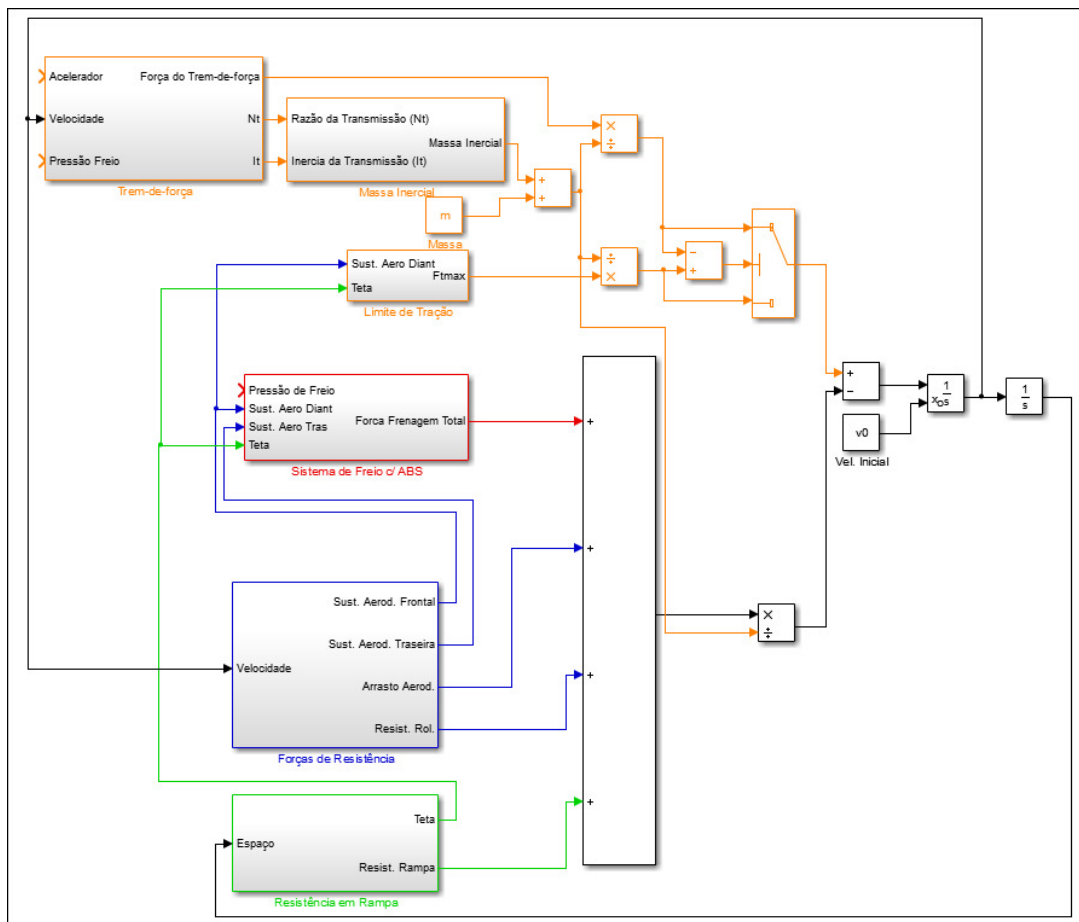 Acelerador
Força do Trem-de-força
Velocidade
Nt
Pressão Freio
It
Trem-de-força
Razão da Transmissão (Nt)
Massa Inercial
Inercia da Transmissão (It)
Massa Inercial
×
÷
+
+
m
Massa
Sust. Aero Diant
Ftmax
Teta
Limite de Tração
÷
×
−
+
Pressão de Freio
Sust. Aero Diant
Forca Frenagem Total
Sust. Aero Tras
Teta
Sistema de Freio c/ ABS
+
+
+
+
+
−
1
xo s
1
s
v0
Vel. Inicial
Sust. Aerod. Frontal
Sust. Aerod. Traseira
Velocidade
Arrasto Aerod.
Resist. Rol.
Forças de Resistência
×
÷
Teta
Espaço
Resist. Rampa
Resistência em Rampa